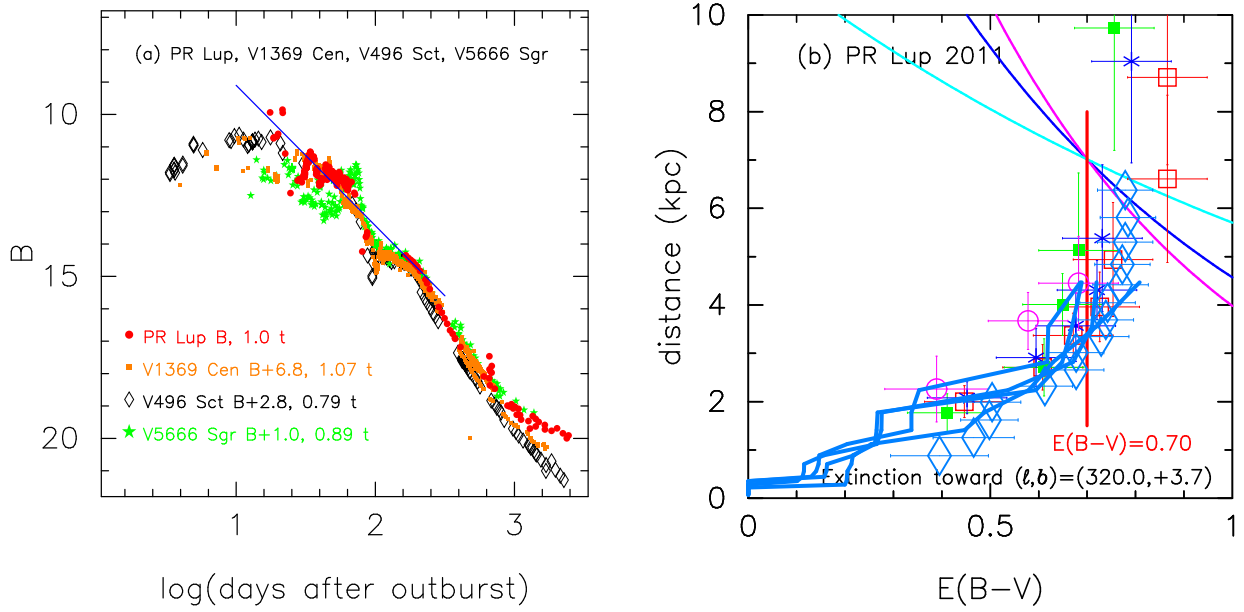 (a) PR Lup, V1369 Cen, V496 Sct, V5666 Sgr
10
15
20
B
PR Lup B, 1.0 t
V1369 Cen B+6.8, 1.07 t
V496 Sct B+2.8, 0.79 t
V5666 Sgr B+1.0, 0.89 t
1
2
3
log(days after outburst)
(b) PR Lup 2011
10
8
6
4
2
0
distance (kpc)
E(B-V)=0.70
Extinction toward (l,b)=(320.0,+3.7)
0
0.5
1
E(B-V)